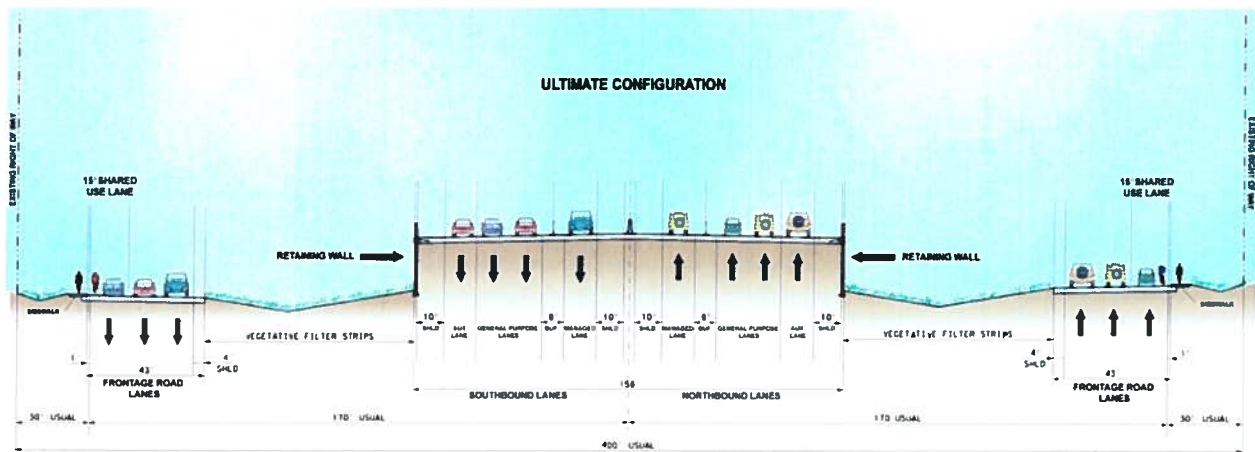 ULTIMATE CONFIGURATION
EXISTING RIGHT OF WAY
EXISTING RIGHT OF WAY
15' SHARED
USE LANE
15' SHARED
USE LANE
RETAINING WALL
RETAINING WALL
SIDEWALK
SIDEWALK
10'
SHLD
AUX
LANE
GENERAL PURPOSE
LANES
BUF
MANAGED
LANE
10'
SHLD
10'
SHLD
MANAGED
LANE
BUF
GENERAL PURPOSE
LANES
AUX
LANE
10'
SHLD
VEGETATIVE FILTER STRIPS
VEGETATIVE FILTER STRIPS
4'
SHLD
4'
SHLD
1'
43'
FRONTAGE ROAD
LANES
43'
FRONTAGE ROAD
LANES
156
SOUTHBOUND LANES
NORTHBOUND LANES
30' USUAL
170' USUAL
170' USUAL
30' USUAL
400' USUAL